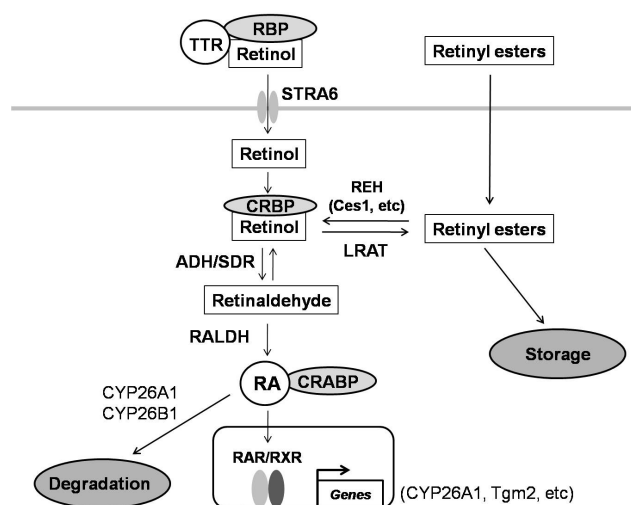 RBP
TTR
Retinol
Retinyl esters
STRA6
Retinol
CRBP
Retinol
REH
(Ces1, etc)
LRAT
Retinyl esters
ADH/SDR
Retinaldehyde
RALDH
Storage
RA
CRABP
CYP26A1
CYP26B1
RAR/RXR
Degradation
Genes
(CYP26A1, Tgm2, etc)